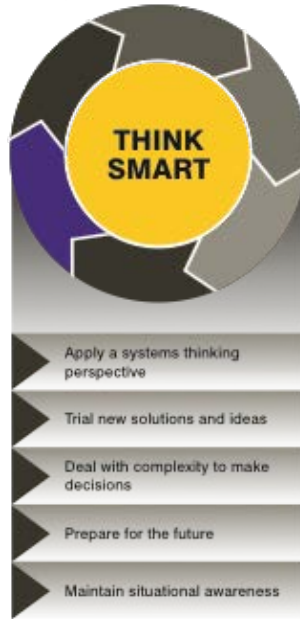 THINK
SMART
Apply a systems thinking
perspective
Trial new solutions and ideas
Deal with complexity to make
decisions
Prepare for the future
Maintain situational awareness